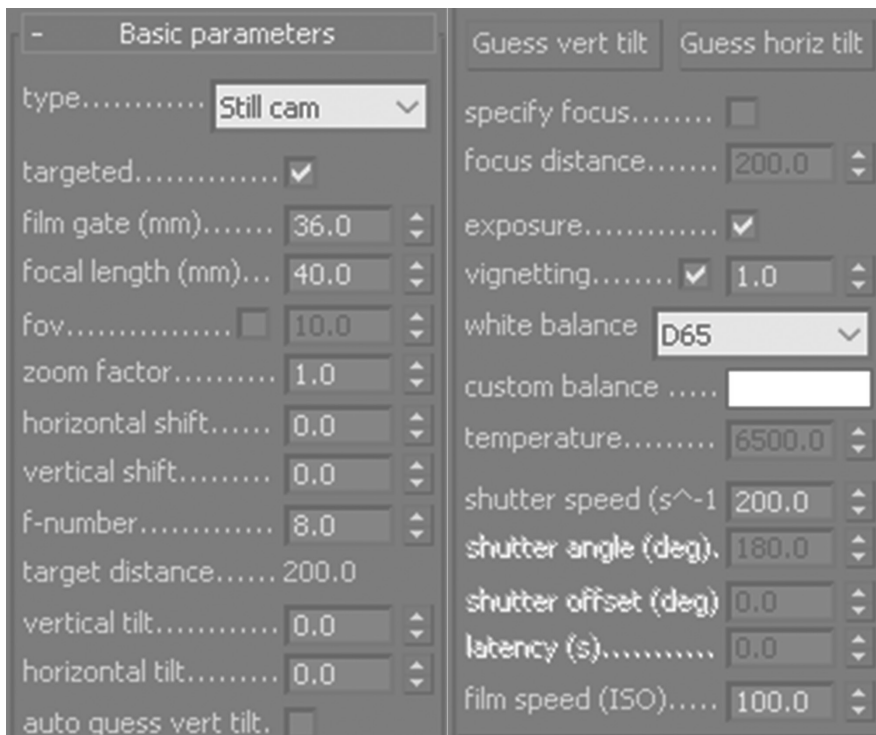 - Basic parameters
type............ Still cam
targeted..............
film gate (mm)....... 36.0
focal length (mm)... 40.0
fov................ 10.0
zoom factor.......... 1.0
horizontal shift...... 0.0
vertical shift........ 0.0
f-number............. 8.0
target distance...... 200.0
vertical tilt............ 0.0
horizontal tilt......... 0.0
auto guess vert tilt.
Guess vert tilt Guess horiz tilt
specify focus........
focus distance....... 200.0
exposure.............
vignetting........ 1.0
white balance D65
custom balance .....
temperature......... 6500.0
shutter speed (s^-1 200.0
shutter angle (deg). 180.0
shutter offset (deg) 0.0
latency (s)........... 0.0
film speed (ISO)..... 100.0